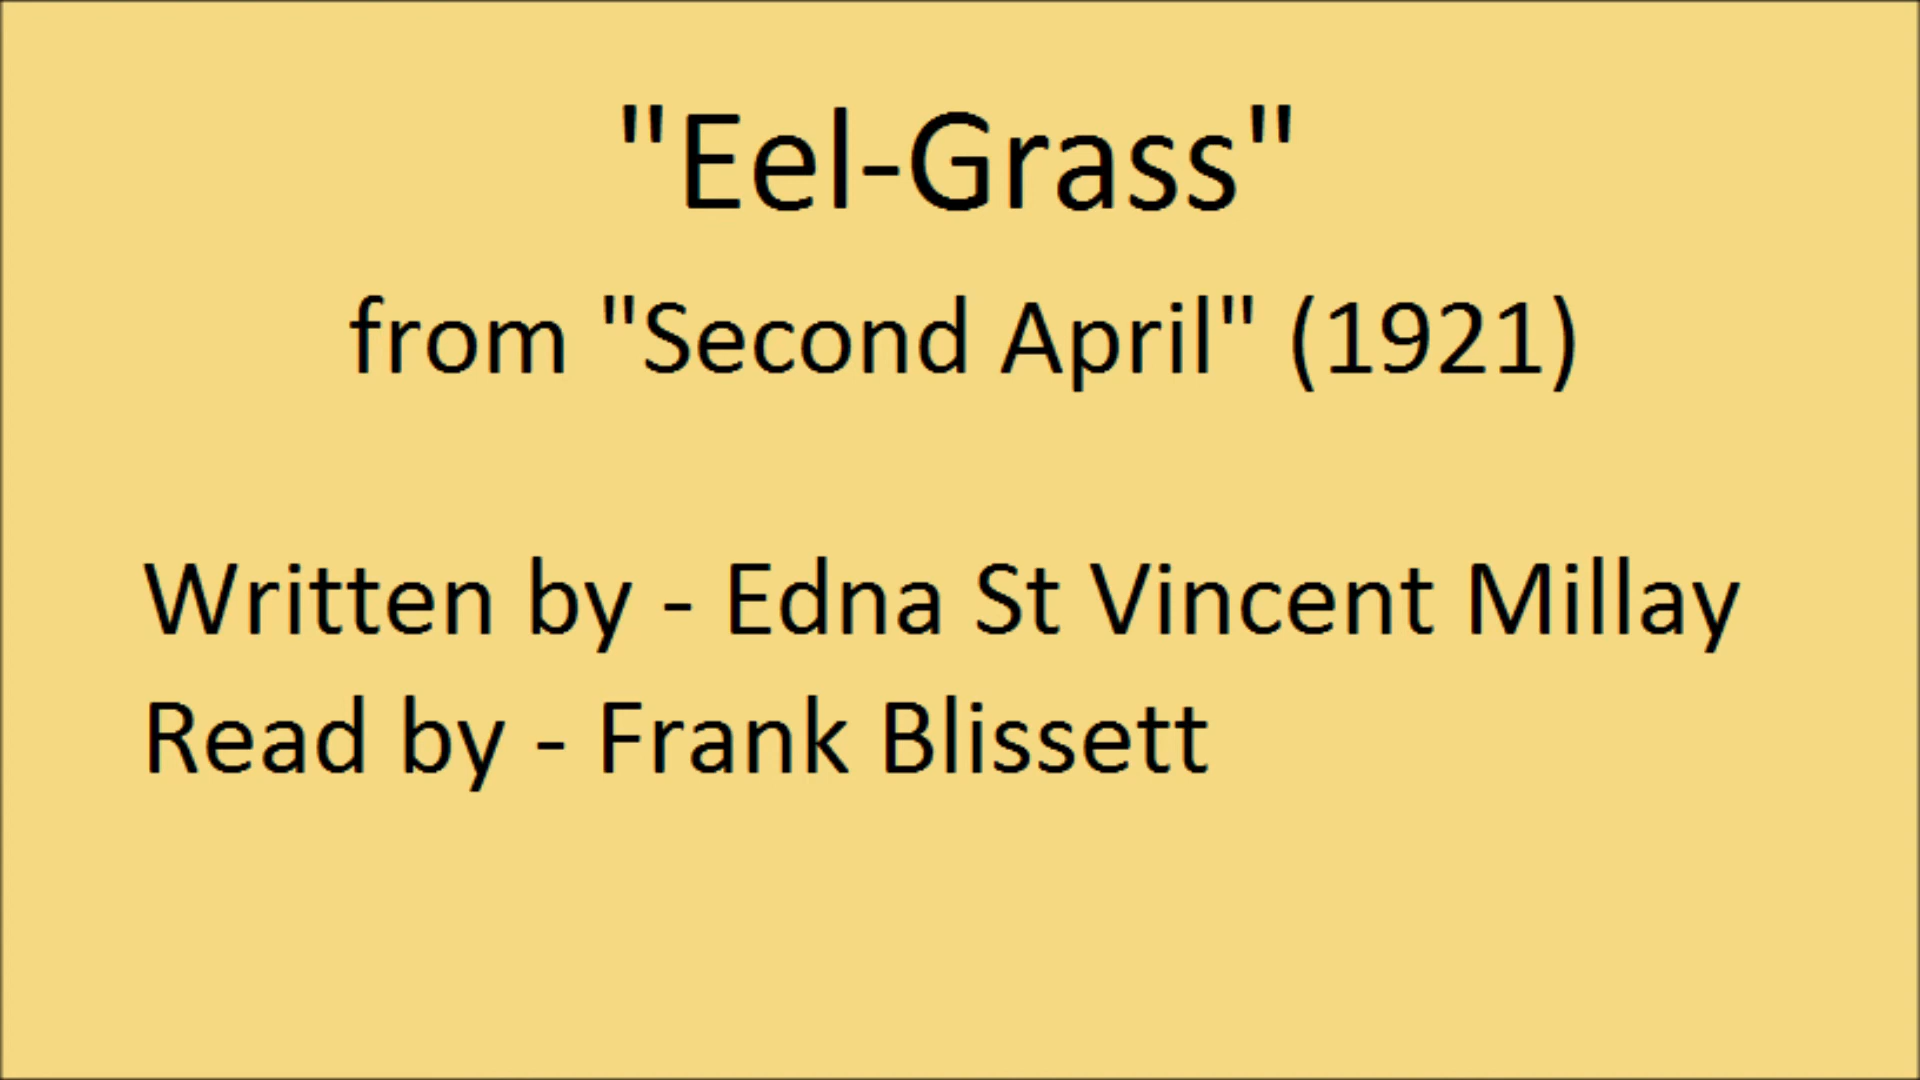 "Eel-Grass"
from "Second April" (1921)
Written by - Edna St Vincent Millay
Read by - Frank Blissett